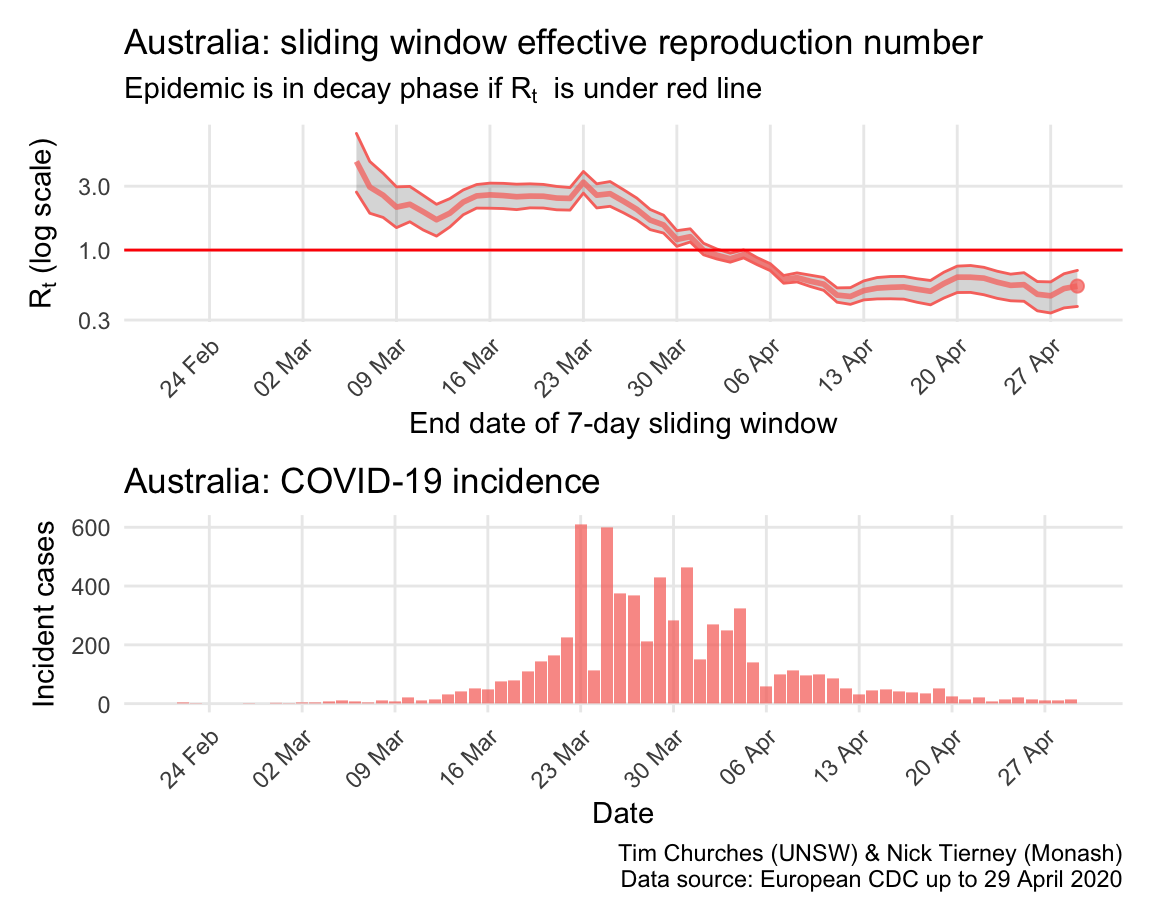 Australia: sliding window effective reproduction number
Epidemic is in decay phase if Rt is under red line
Rt (log scale)
3.0
1.0
0.3
24 Feb
02 Mar
09 Mar
16 Mar
23 Mar
30 Mar
06 Apr
13 Apr
20 Apr
27 Apr
End date of 7-day sliding window
Australia: COVID-19 incidence
Incident cases
600
400
200
0
24 Feb
02 Mar
09 Mar
16 Mar
23 Mar
30 Mar
06 Apr
13 Apr
20 Apr
27 Apr
Date
Tim Churches (UNSW) & Nick Tierney (Monash)
Data source: European CDC up to 29 April 2020